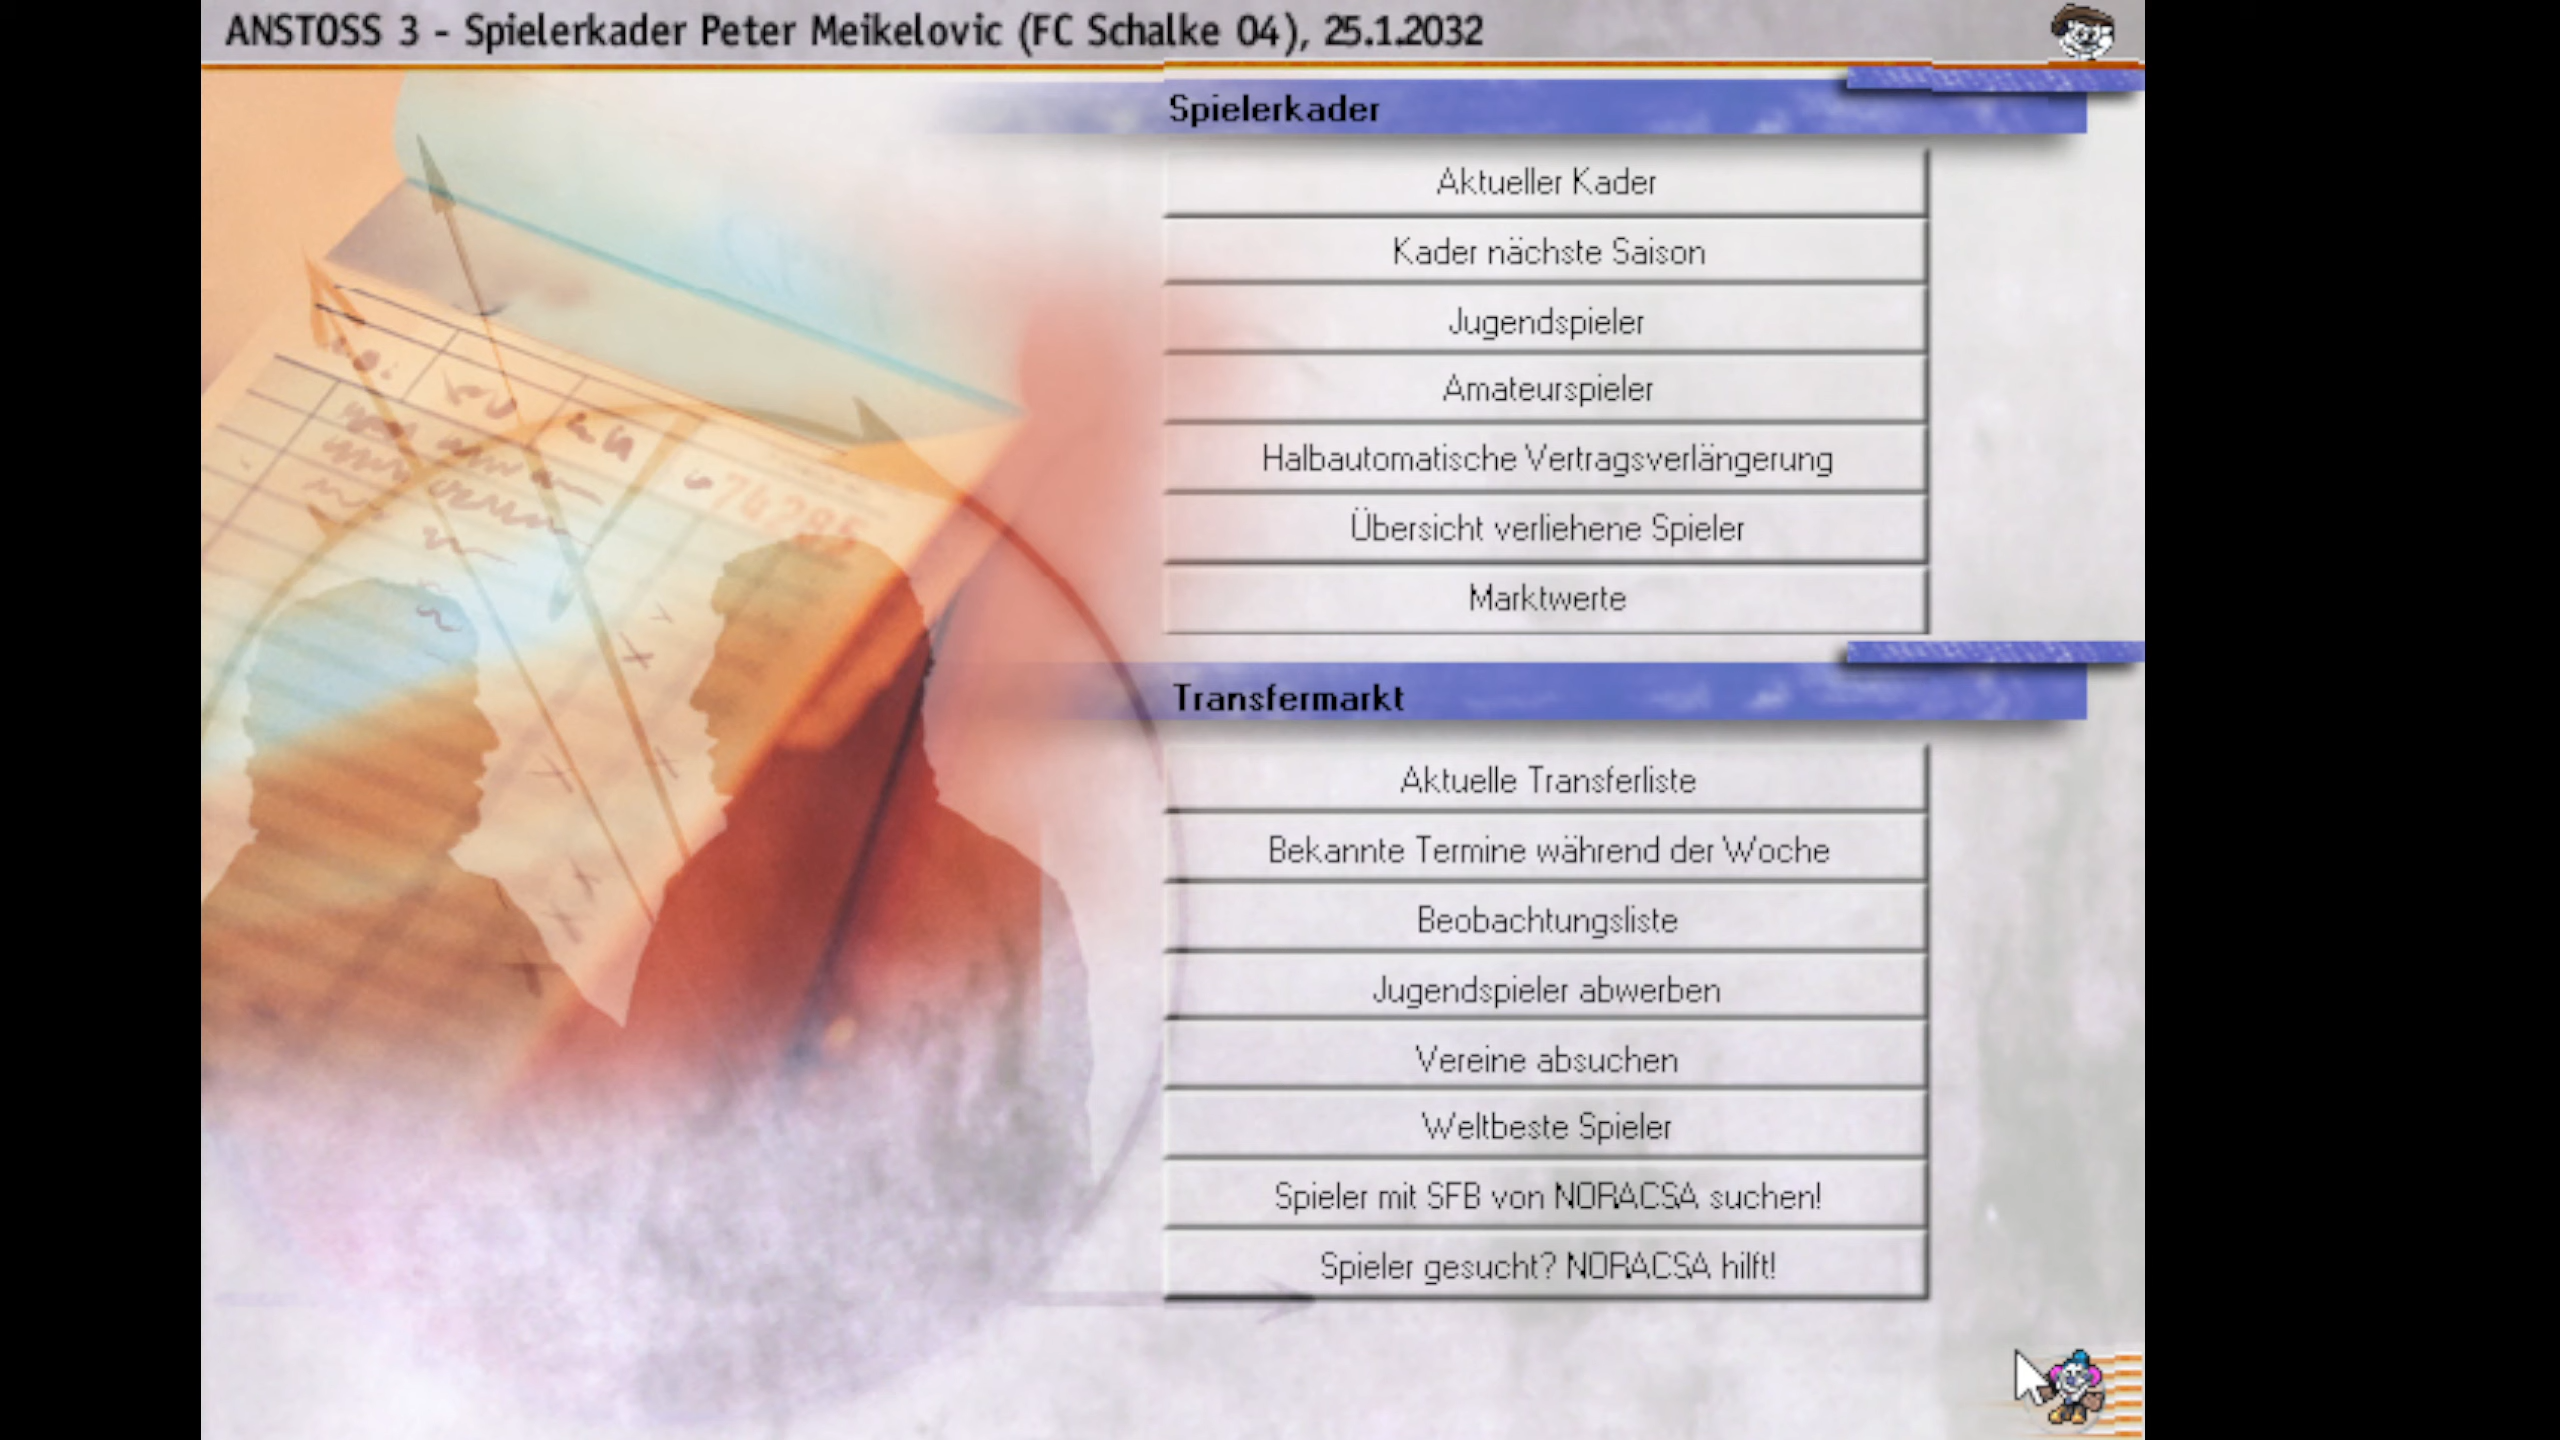 ANSTOSS 3 - Spielerkader Peter Meikelovic (FC Schalke 04), 25.1.2032
Spielerkader
Aktueller Kader
Kader nächste Saison
Jugendspieler
Amateurspieler
Halbautomatische Vertragsverlängerung
Übersicht verliehene Spieler
Marktwerte
Transfermarkt
Aktuelle Transferliste
Bekannte Termine während der Woche
Beobachtungsliste
Jugendspieler abwerben
Vereine absuchen
Weltbeste Spieler
Spieler mit SFB von NORACSA suchen!
Spieler gesucht? NORACSA hilft!
74295